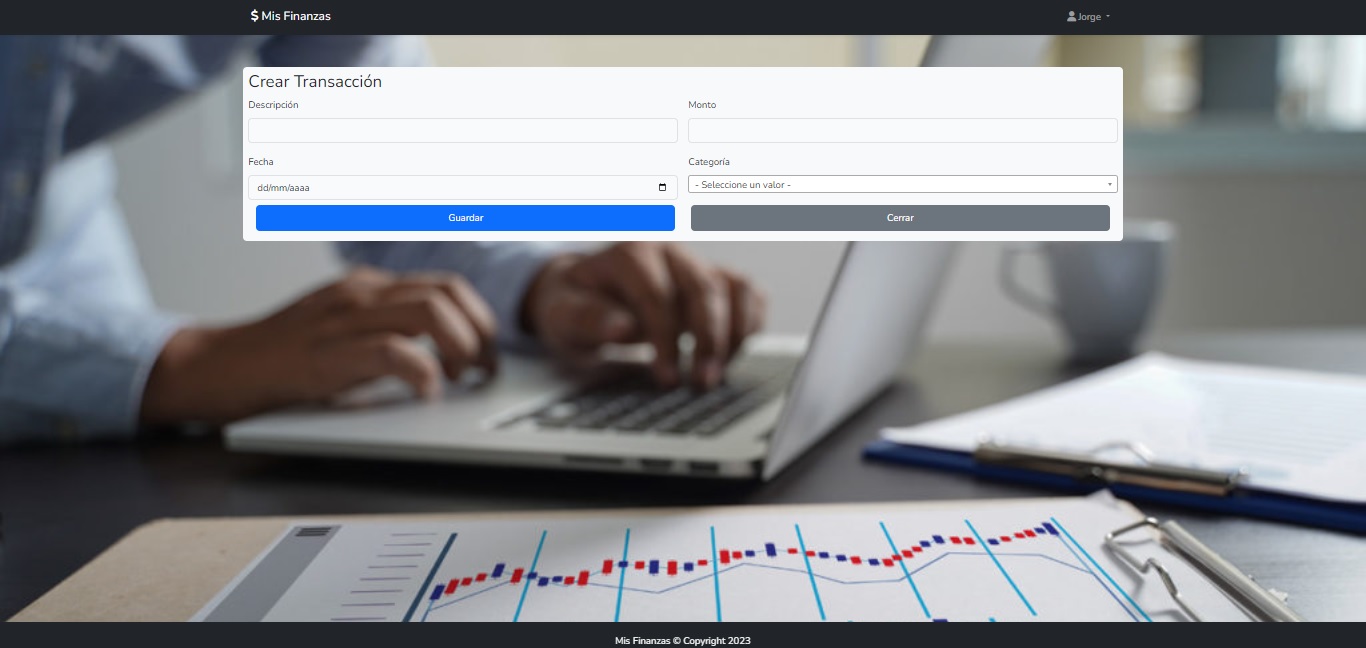 $ Mis Finanzas
Jorge
Crear Transacción
Descripción
Monto
Fecha
Categoría
dd/mm/aaaa
- Seleccione un valor -
Guardar
Cerrar
Mis Finanzas © Copyright 2023